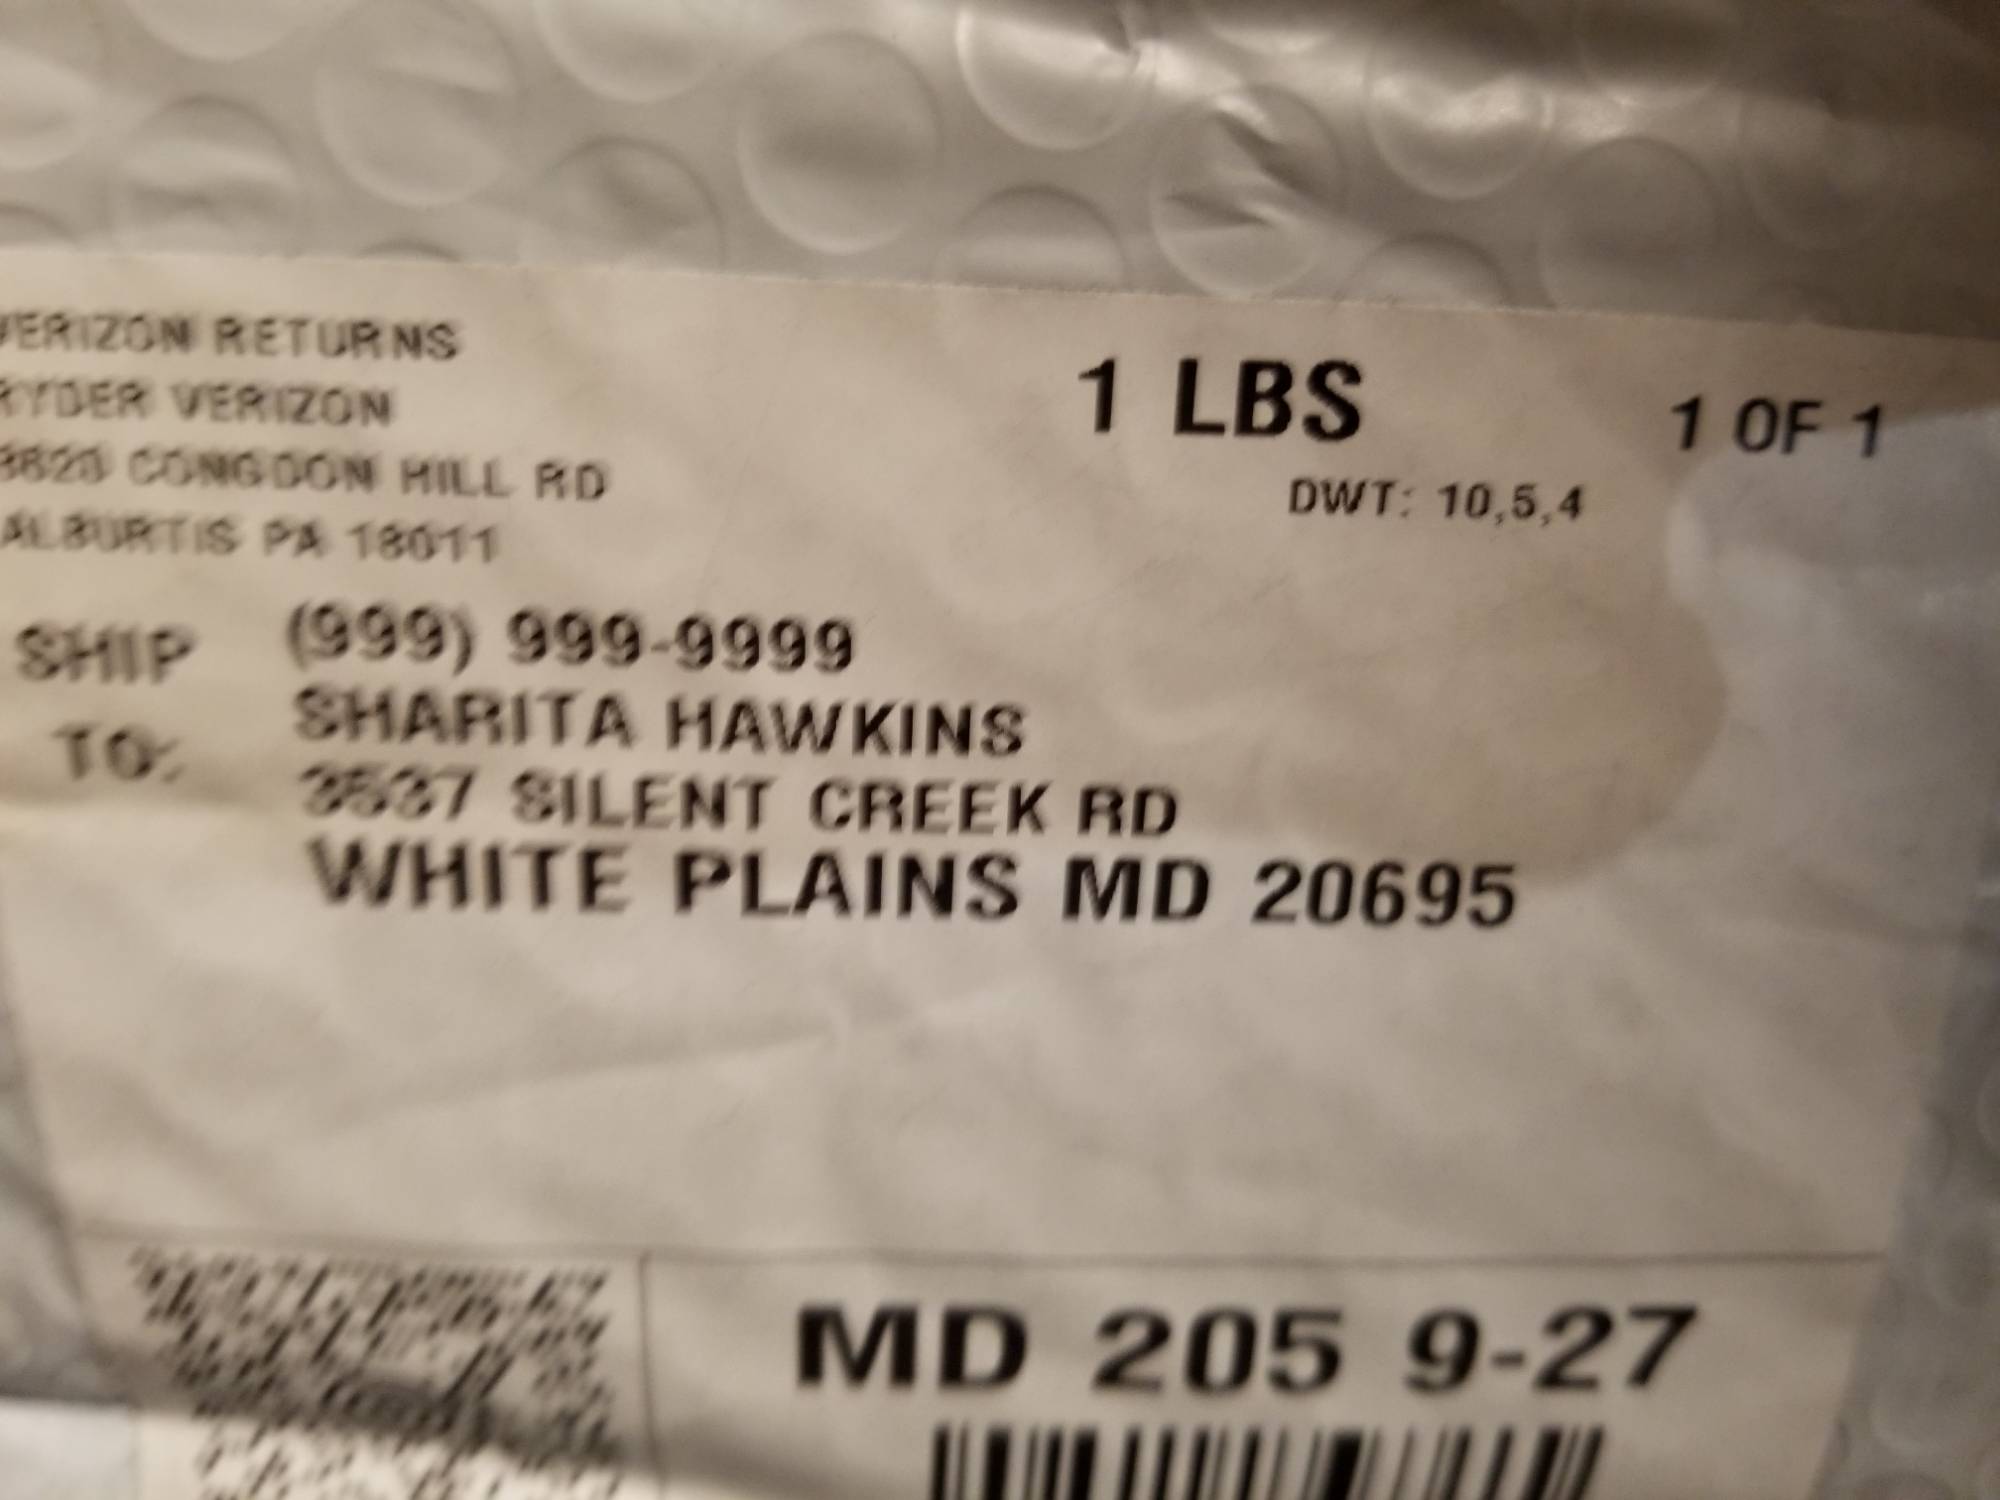 VERIZON RETURNS
RYDER VERIZON
CONGDON HILL RD
ALBURTIS PA 18011
1 LBS
1 OF 1
DWT: 10,5,4
SHIP TO:
(999) 999-9999
SHARITA HAWKINS
3537 SILENT CREEK RD
WHITE PLAINS MD 20695
MD 205 9-27